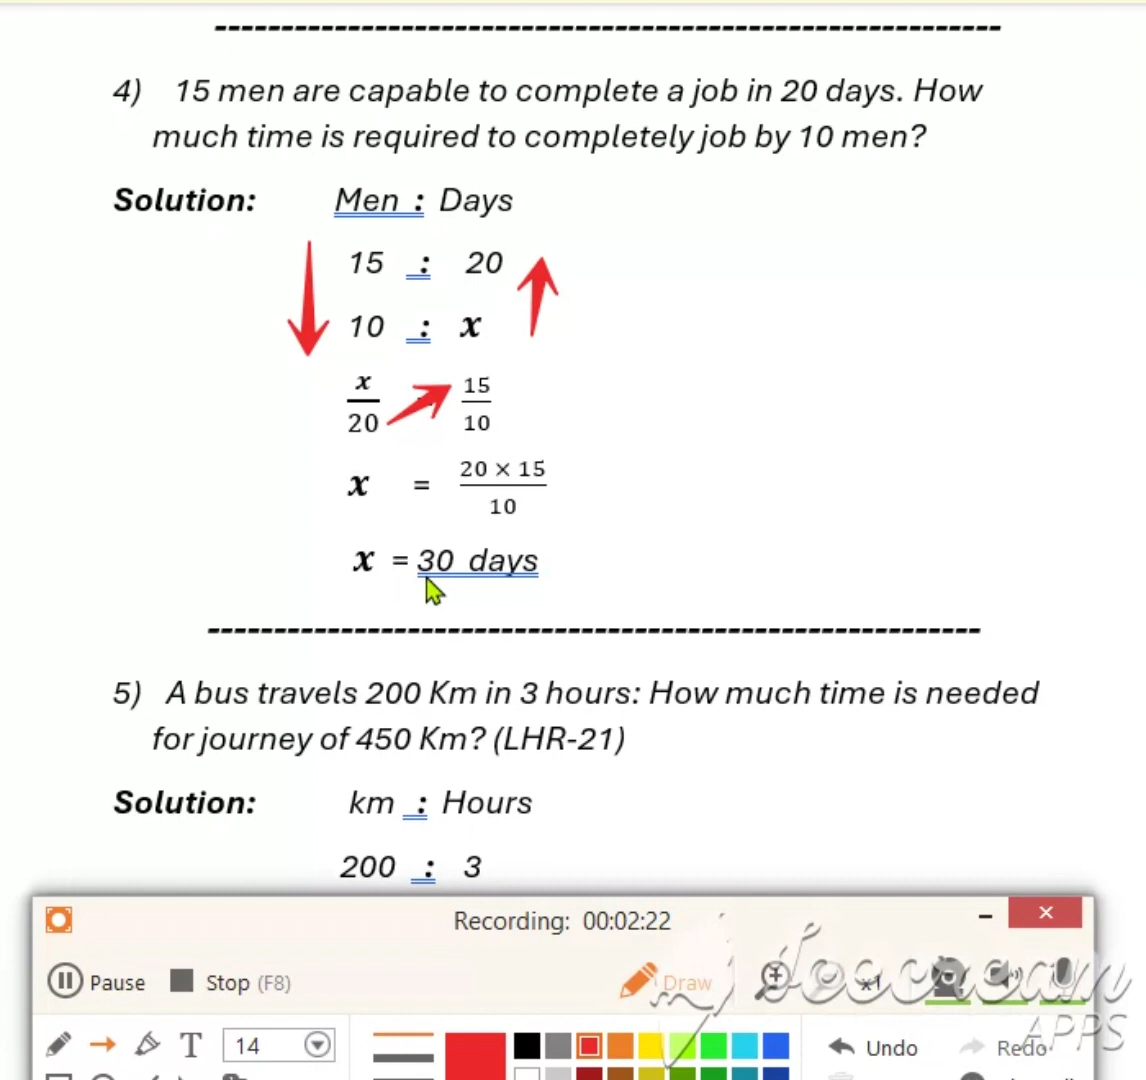 4) 15 men are capable to complete a job in 20 days. How
much time is required to completely job by 10 men?
Solution: Men : Days
15 : 20
10 : x
x/20 15/10
x = 20 × 15/10
x = 30 days
5) A bus travels 200 Km in 3 hours: How much time is needed
for journey of 450 Km? (LHR-21)
Solution: km : Hours
200 : 3
Recording: 00:02:22
Pause Stop (F8) Draw x1
IceCream
APPS
T 14 Undo Redo